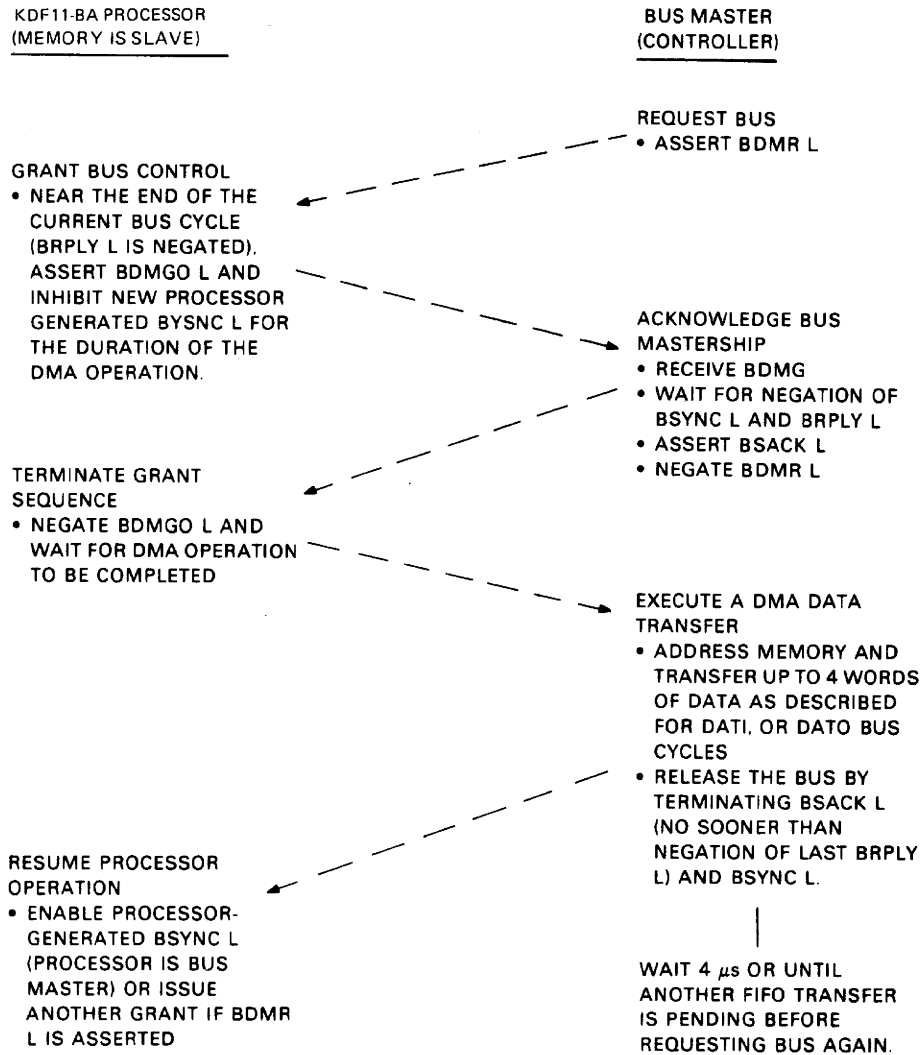 KDF11-BA PROCESSOR
(MEMORY IS SLAVE)
BUS MASTER
(CONTROLLER)
REQUEST BUS
• ASSERT BDMR L
GRANT BUS CONTROL
• NEAR THE END OF THE
CURRENT BUS CYCLE
(BRPLY L IS NEGATED),
ASSERT BDMGO L AND
INHIBIT NEW PROCESSOR
GENERATED BYSNC L FOR
THE DURATION OF THE
DMA OPERATION.
ACKNOWLEDGE BUS
MASTERSHIP
• RECEIVE BDMG
• WAIT FOR NEGATION OF
BSYNC L AND BRPLY L
• ASSERT BSACK L
• NEGATE BDMR L
TERMINATE GRANT
SEQUENCE
• NEGATE BDMGO L AND
WAIT FOR DMA OPERATION
TO BE COMPLETED
EXECUTE A DMA DATA
TRANSFER
• ADDRESS MEMORY AND
TRANSFER UP TO 4 WORDS
OF DATA AS DESCRIBED
FOR DATI, OR DATO BUS
CYCLES
• RELEASE THE BUS BY
TERMINATING BSACK L
(NO SOONER THAN
NEGATION OF LAST BRPLY
L) AND BSYNC L.
RESUME PROCESSOR
OPERATION
• ENABLE PROCESSOR-
GENERATED BSYNC L
(PROCESSOR IS BUS
MASTER) OR ISSUE
ANOTHER GRANT IF BDMR
L IS ASSERTED
WAIT 4 μs OR UNTIL
ANOTHER FIFO TRANSFER
IS PENDING BEFORE
REQUESTING BUS AGAIN.